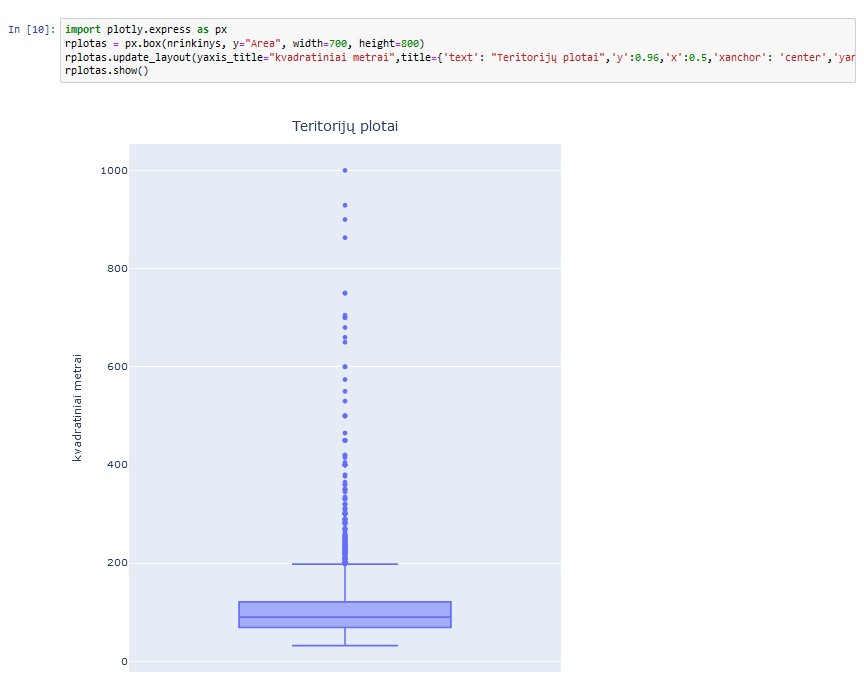 In [10]: import plotly.express as px
rplotas = px.box(nrinkinys, y="Area", width=700, height=800)
rplotas.update_layout(yaxis_title="kvadratiniai metrai",title={'text': "Teritorijų plotai",'y':0.96,'x':0.5,'xanchor': 'center','yan
rplotas.show()
Teritorijų plotai
1000
800
600
400
200
0
kvadratiniai metrai